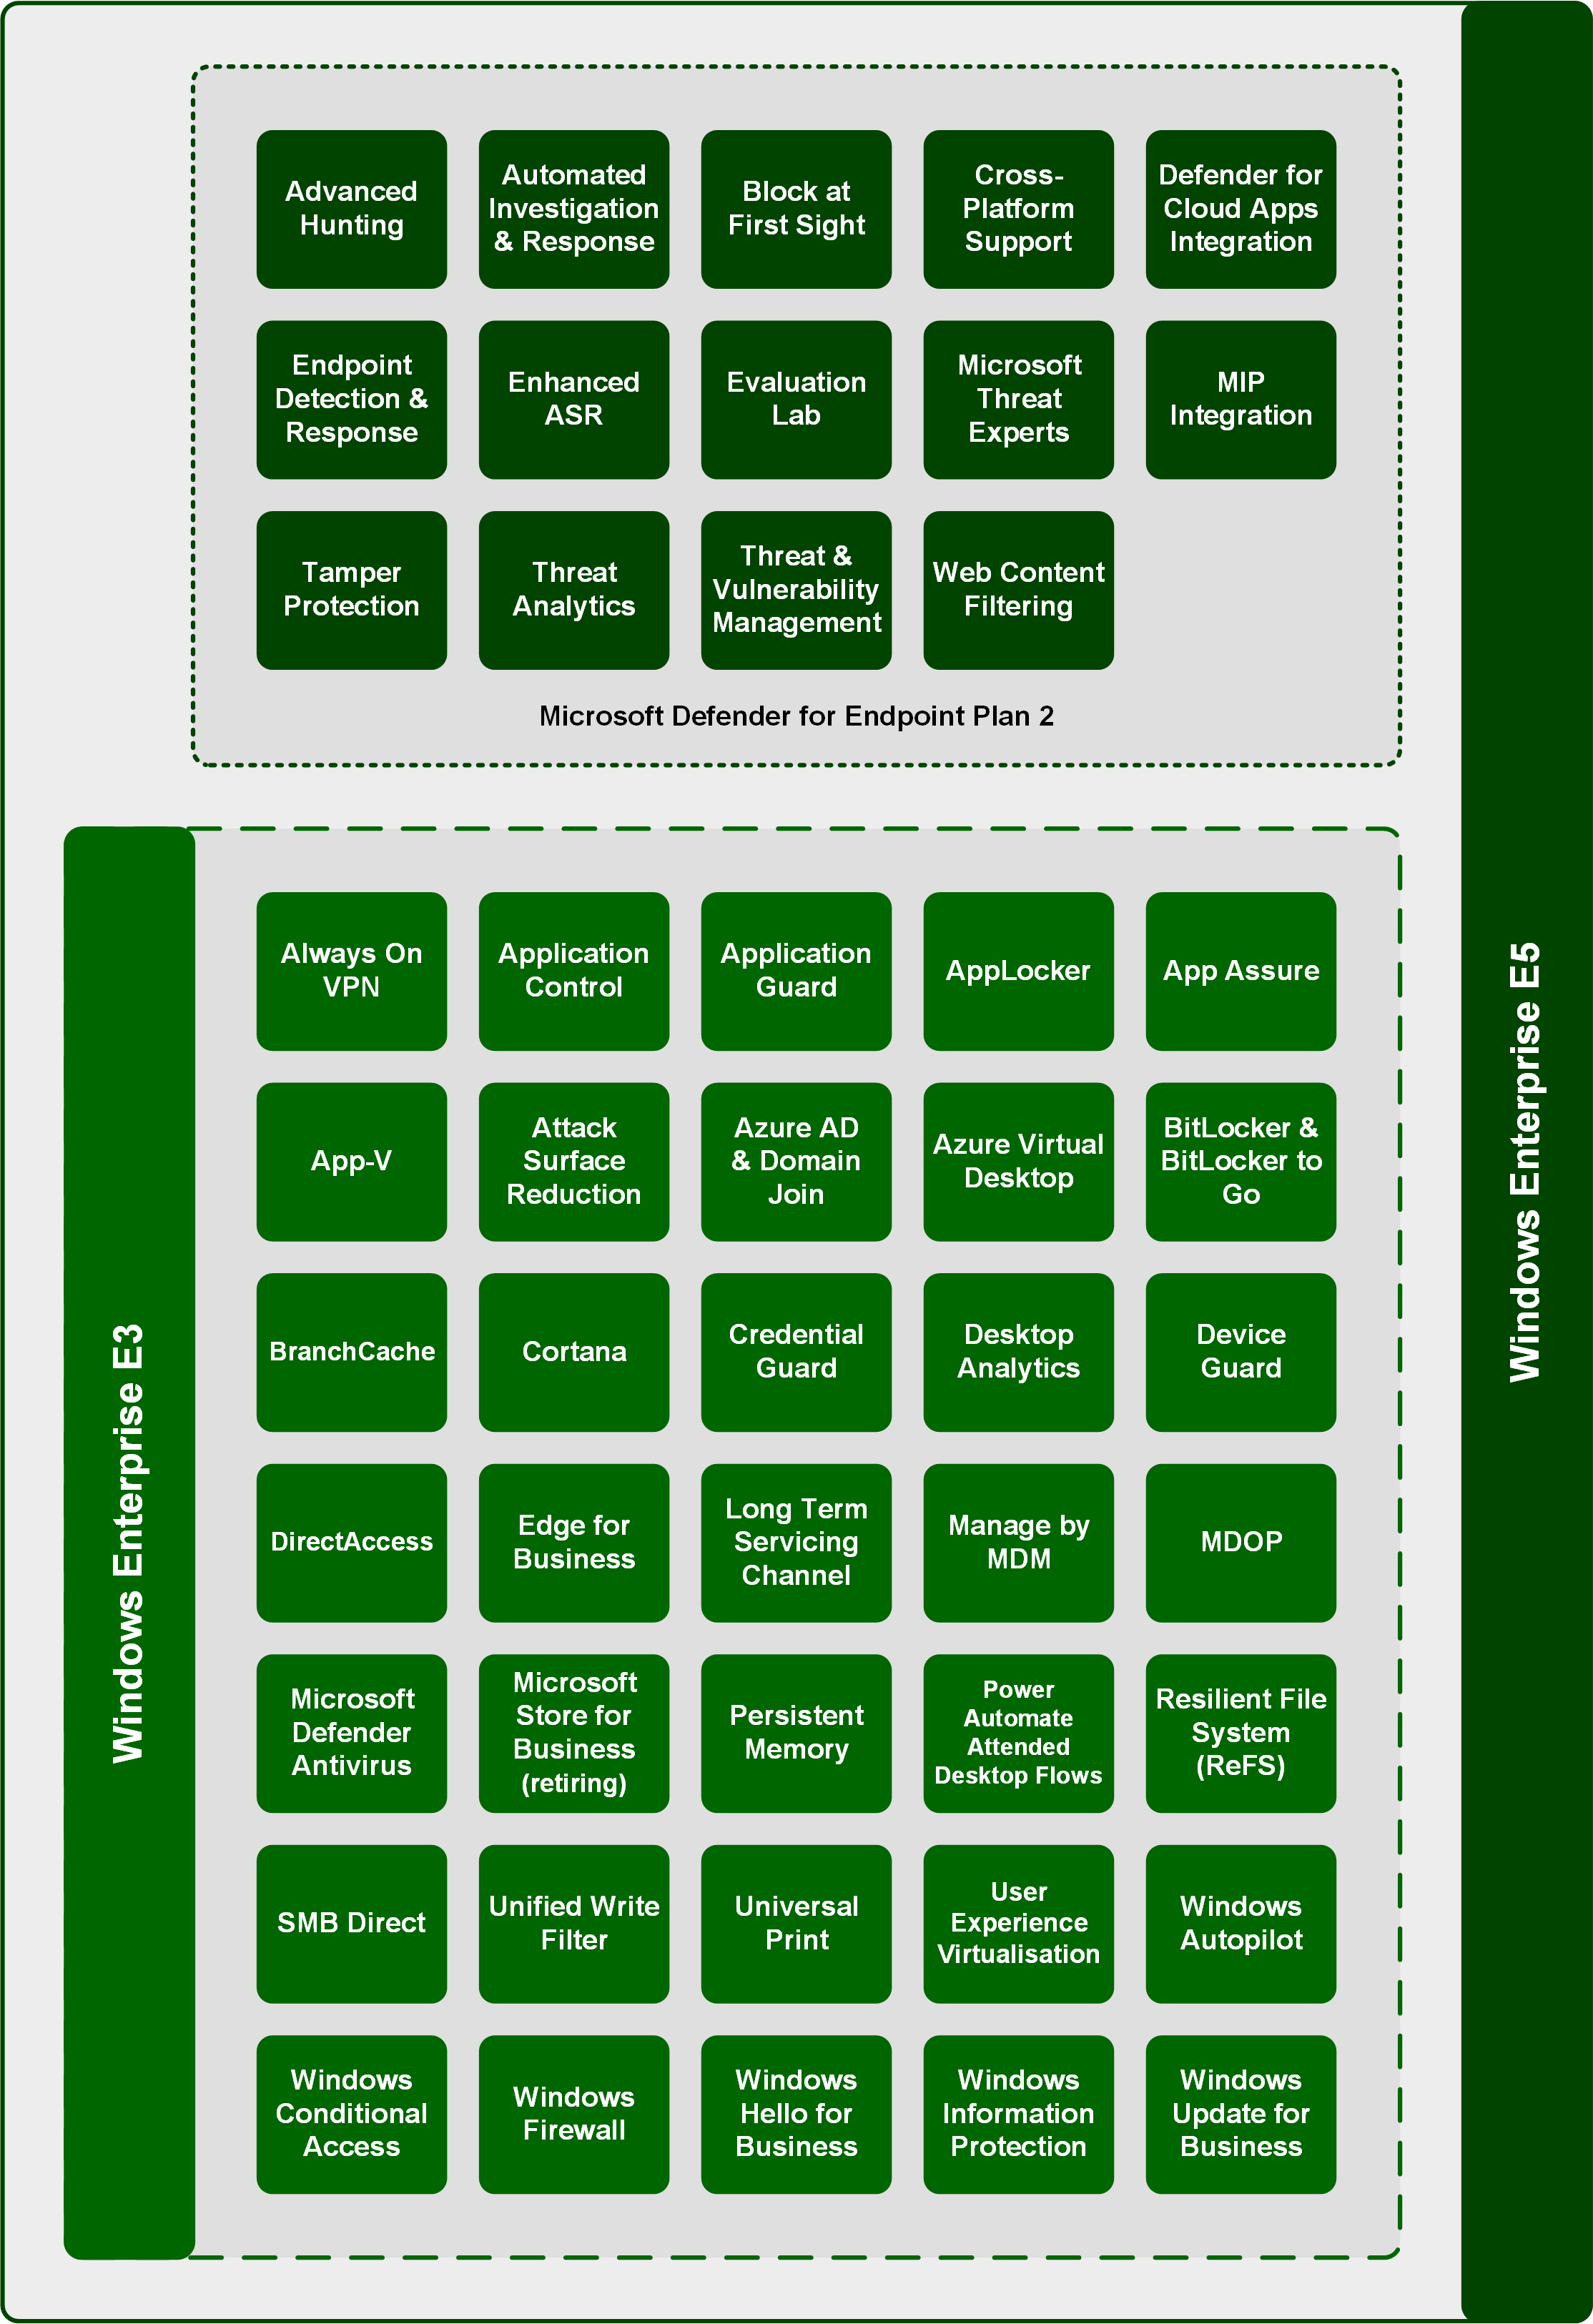 Advanced
Hunting
Automated
Investigation
& Response
Block at
First Sight
Cross-
Platform
Support
Defender for
Cloud Apps
Integration
Endpoint
Detection &
Response
Enhanced
ASR
Evaluation
Lab
Microsoft
Threat
Experts
MIP
Integration
Tamper
Protection
Threat
Analytics
Threat &
Vulnerability
Management
Web Content
Filtering
Microsoft Defender for Endpoint Plan 2
Windows Enterprise E5
Windows Enterprise E3
Always On
VPN
Application
Control
Application
Guard
AppLocker
App Assure
App-V
Attack
Surface
Reduction
Azure AD
& Domain
Join
Azure Virtual
Desktop
BitLocker &
BitLocker to
Go
BranchCache
Cortana
Credential
Guard
Desktop
Analytics
Device
Guard
DirectAccess
Edge for
Business
Long Term
Servicing
Channel
Manage by
MDM
MDOP
Microsoft
Defender
Antivirus
Microsoft
Store for
Business
(retiring)
Persistent
Memory
Power
Automate
Attended
Desktop Flows
Resilient File
System
(ReFS)
SMB Direct
Unified Write
Filter
Universal
Print
User
Experience
Virtualisation
Windows
Autopilot
Windows
Conditional
Access
Windows
Firewall
Windows
Hello for
Business
Windows
Information
Protection
Windows
Update for
Business